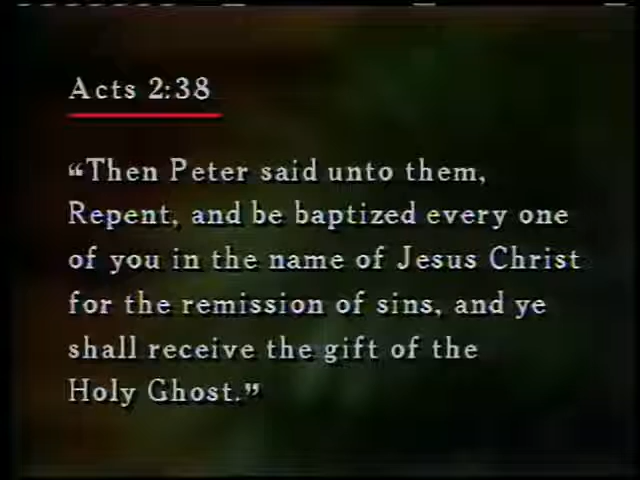 Acts 2:38
“Then Peter said unto them,
Repent, and be baptized every one
of you in the name of Jesus Christ
for the remission of sins, and ye
shall receive the gift of the
Holy Ghost.”